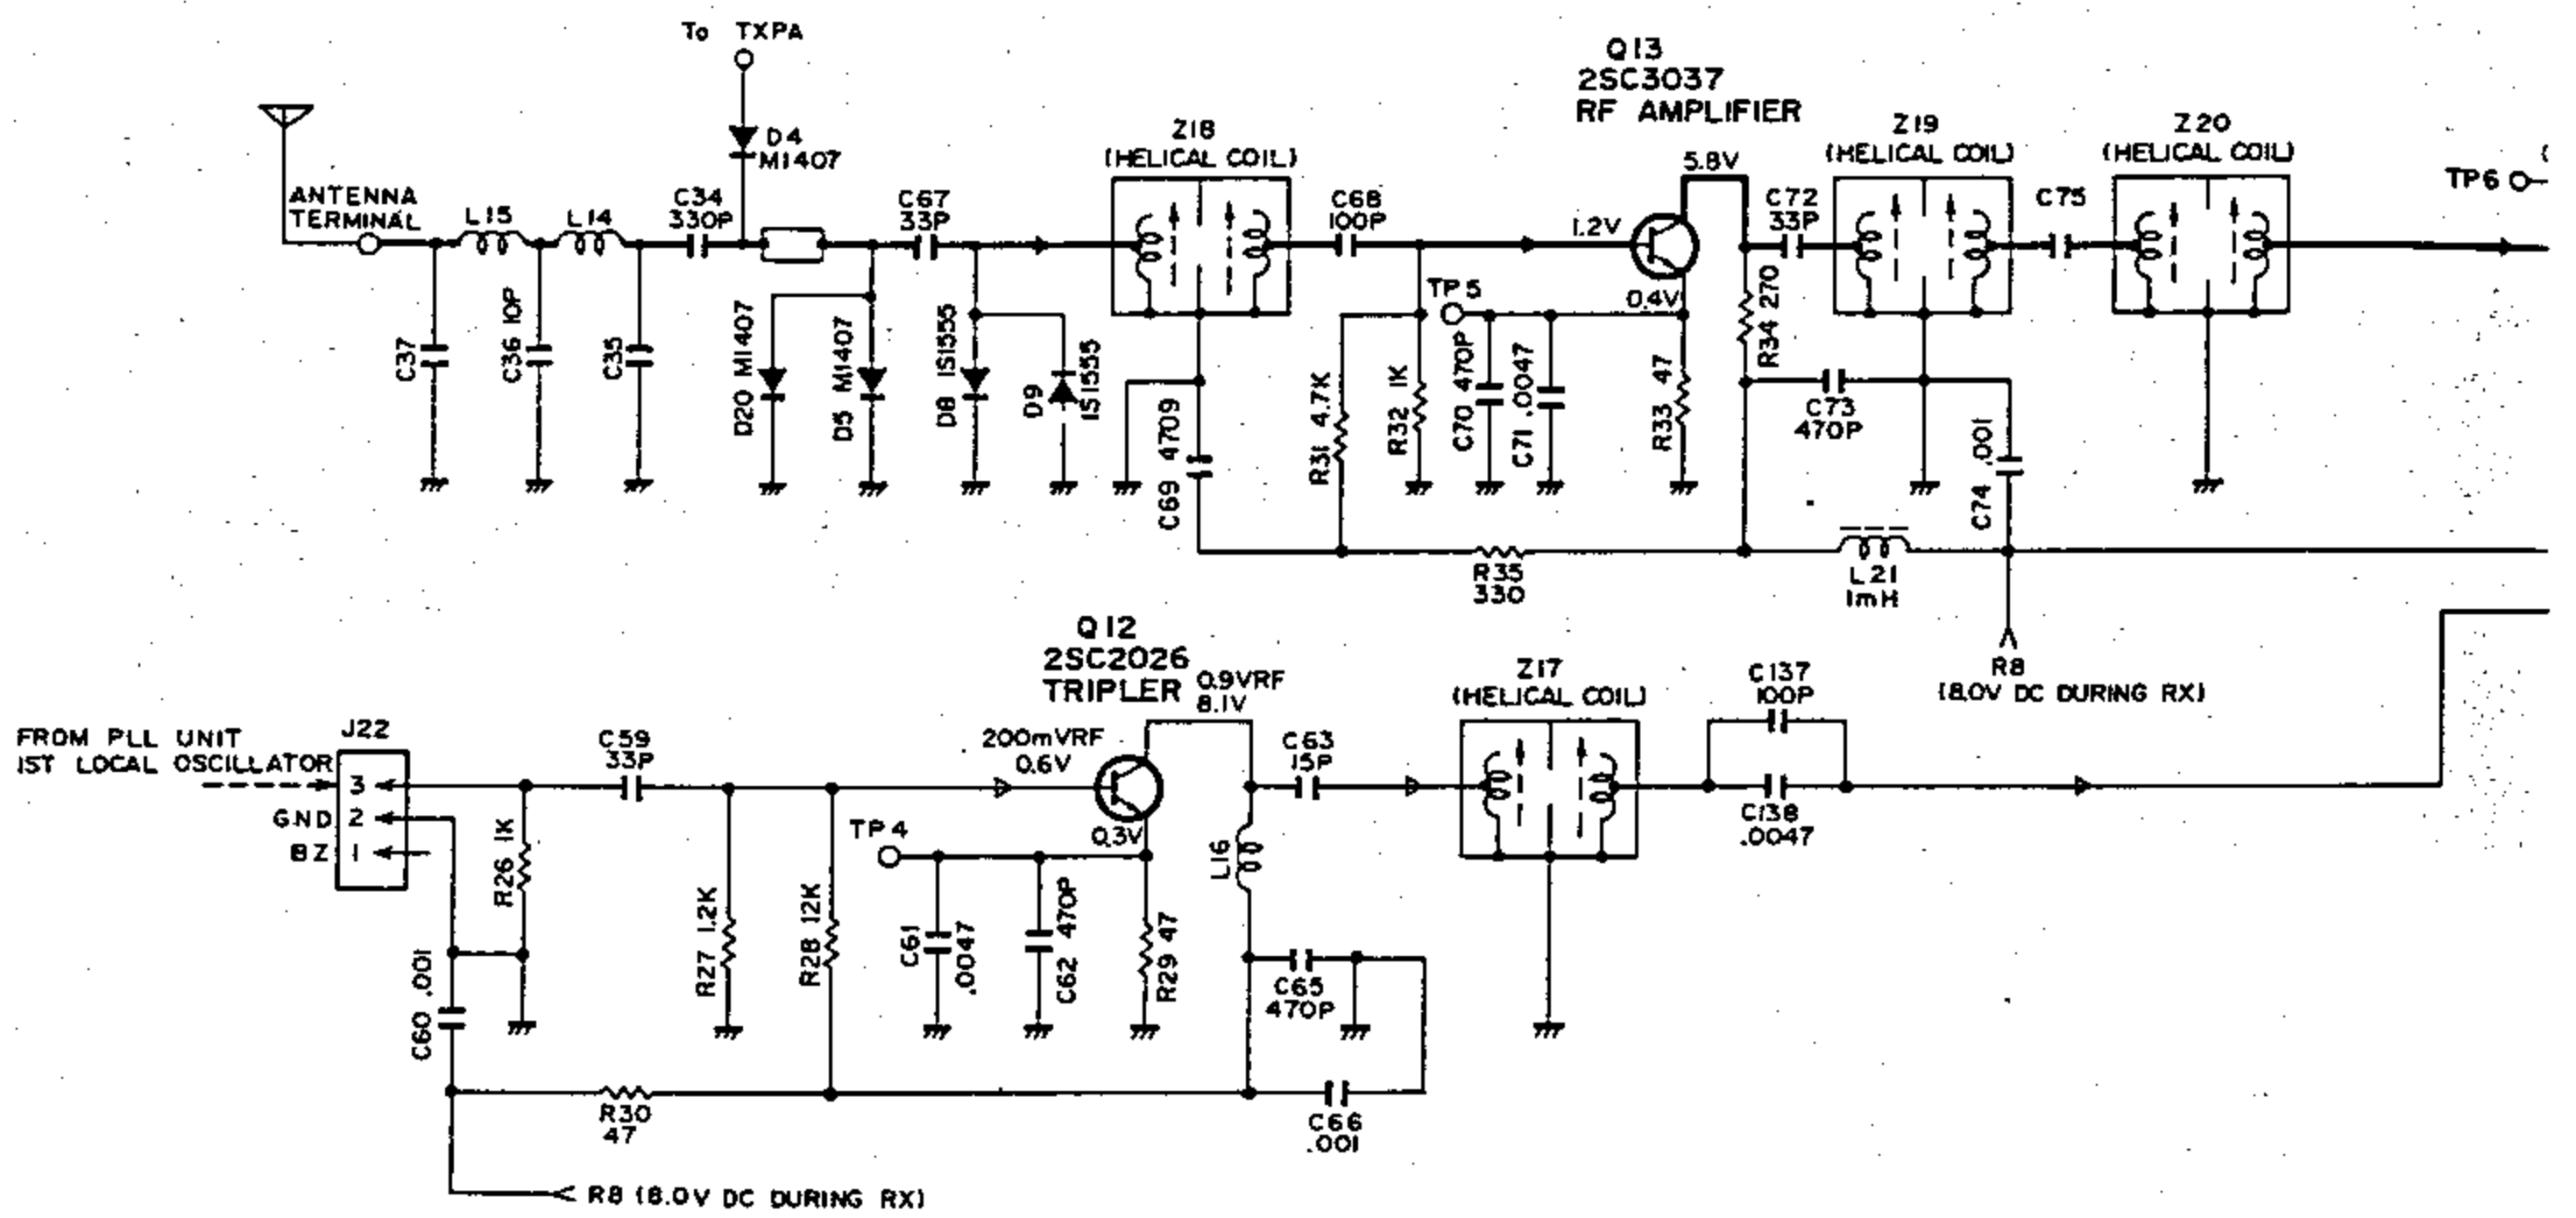 To TXPA
D4
M1407
ANTENNA
TERMINAL
L15
L14
C34
330P
C67
33P
Z18
(HELICAL COIL)
C68
100P
Q13
2SC3037
RF AMPLIFIER
5.8V
1.2V
0.4V
C72
33P
Z19
(HELICAL COIL)
C75
Z20
(HELICAL COIL)
TP6
C37
C36 10P
C35
D20 M1407
D5 M1407
D8 1S1555
D9
1S1555
C69 4709
R31 4.7K
R32 1K
TP5
C70 470P
C71 .0047
R33 47
R34 270
C73
470P
C74 .001
R35
330
L21
1mH
R8
(8.0V DC DURING RX)
Q12
2SC2026
TRIPLER
0.9VRF
8.1V
200mVRF
0.6V
0.3V
FROM PLL UNIT
1ST LOCAL OSCILLATOR
J22
3
GND 2
BZ 1
C59
33P
R26 1K
C60 .001
R27 1.2K
R28 12K
TP4
C61
.0047
C62 470P
R29 47
L16
C63
15P
C65
470P
C66
.001
Z17
(HELICAL COIL)
C137
100P
C138
.0047
R30
47
R8 (8.0V DC DURING RX)